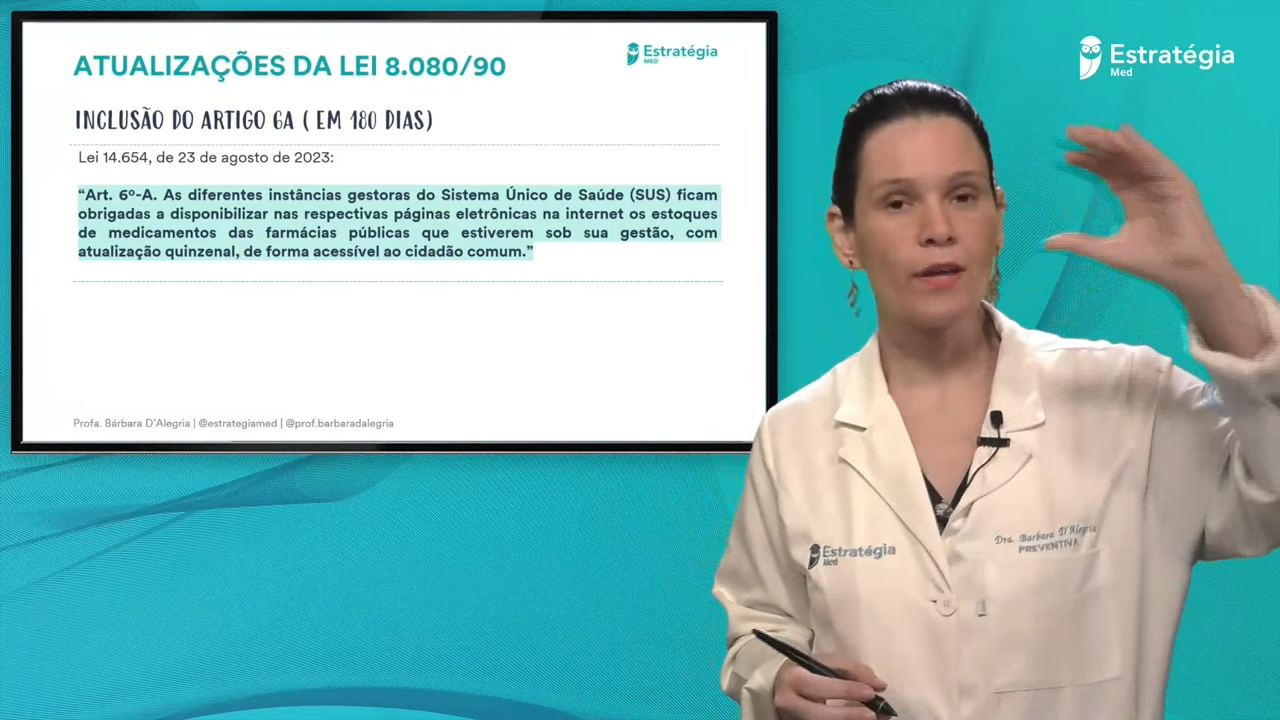 ATUALIZAÇÕES DA LEI 8.080/90
Estratégia
MED
INCLUSÃO DO ARTIGO 6A ( EM 180 DIAS)
Lei 14.654, de 23 de agosto de 2023:
“Art. 6º-A. As diferentes instâncias gestoras do Sistema Único de Saúde (SUS) ficam
obrigadas a disponibilizar nas respectivas páginas eletrônicas na internet os estoques
de medicamentos das farmácias públicas que estiverem sob sua gestão, com
atualização quinzenal, de forma acessível ao cidadão comum.”
Profa. Bárbara D’Alegria | @estrategiamed | @prof.barbaradalegria
Estratégia
Med
Estratégia
Med
Dra. Barbara D'Alegria
PREVENTIVA